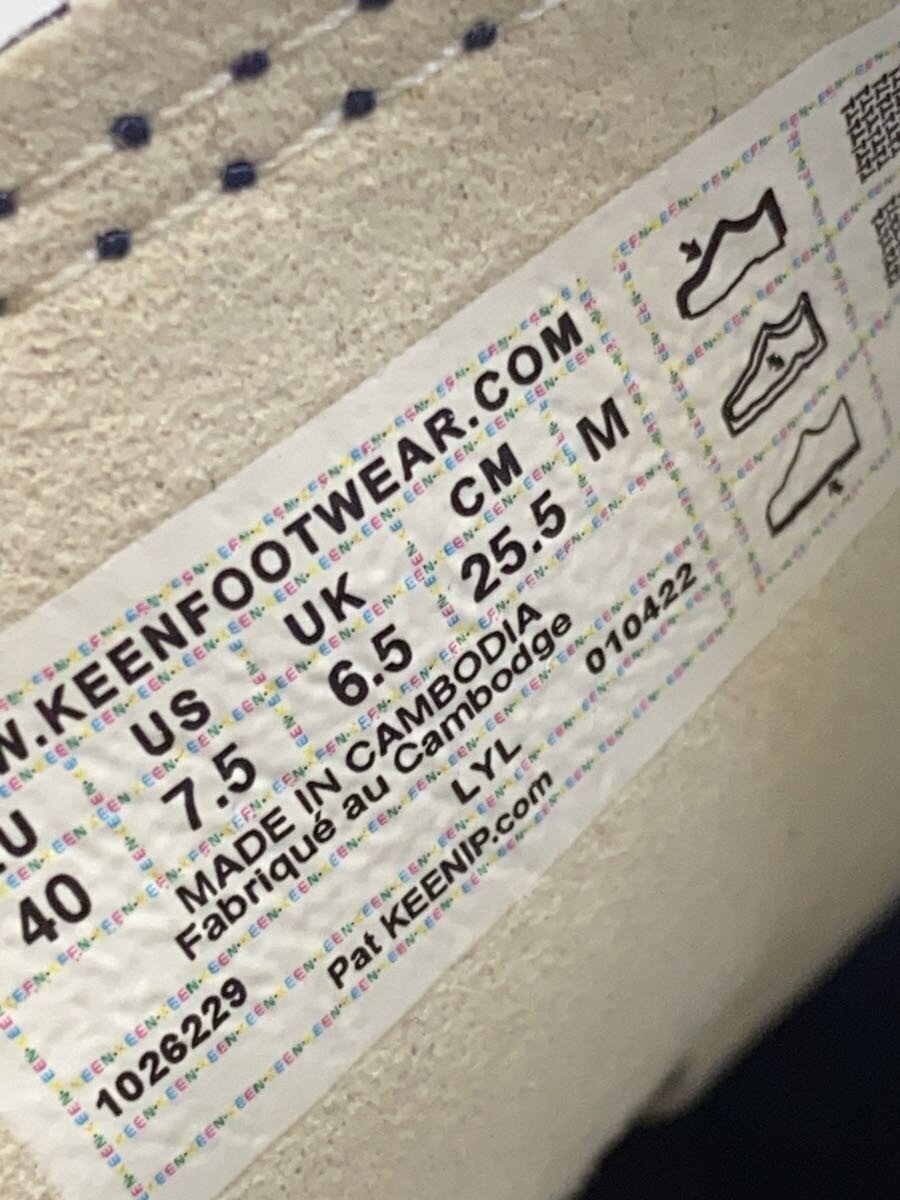 W.KEENFOOTWEAR.COM
EU US UK CM M
40 7.5 6.5 25.5
MADE IN CAMBODIA
Fabriqué au Cambodge
LYL 010422
1026229 Pat KEENIP.com